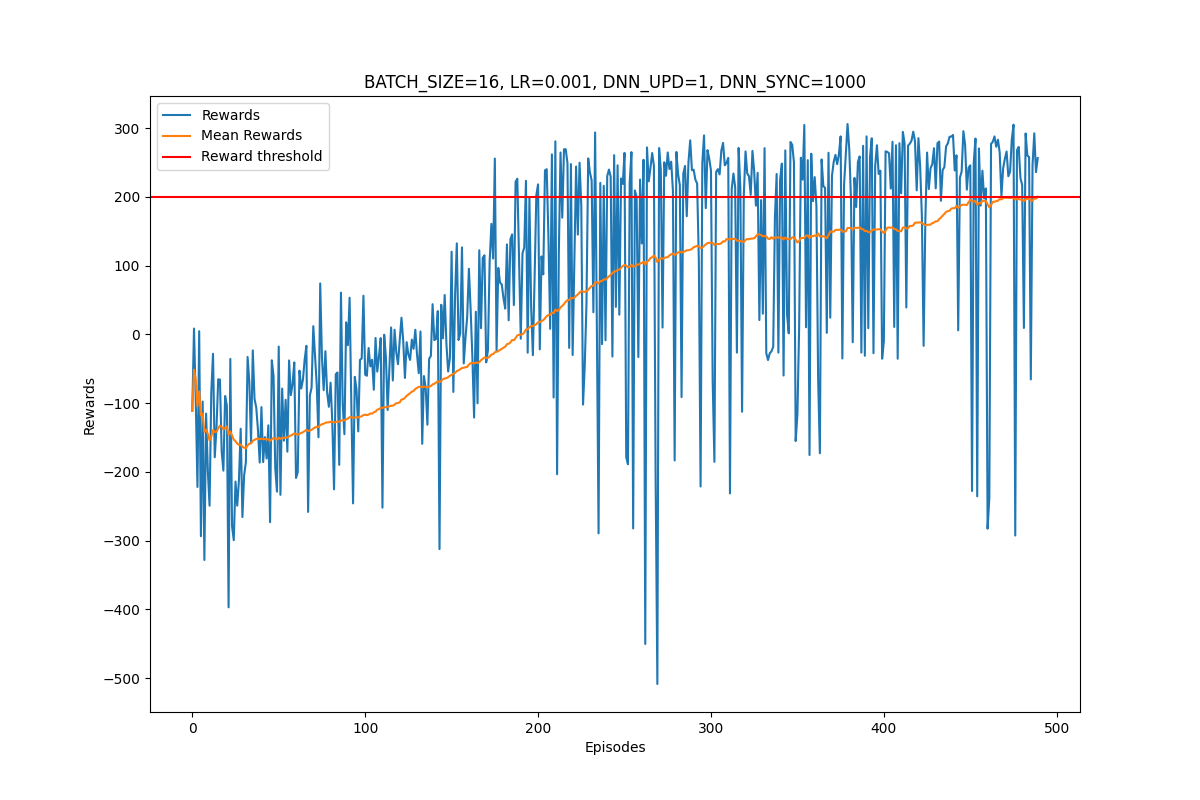 BATCH_SIZE=16, LR=0.001, DNN_UPD=1, DNN_SYNC=1000
Rewards
Mean Rewards
Reward threshold
300
200
100
0
−100
−200
−300
−400
−500
Rewards
0
100
200
300
400
500
Episodes